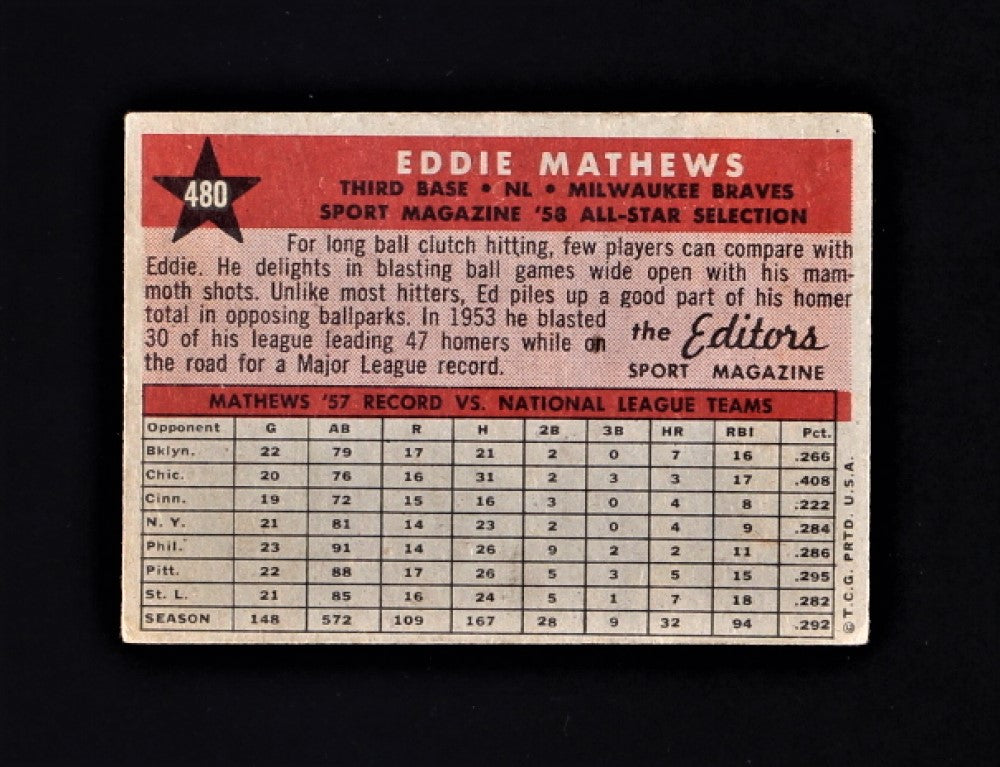 480
EDDIE MATHEWS
THIRD BASE • NL • MILWAUKEE BRAVES
SPORT MAGAZINE '58 ALL-STAR SELECTION
For long ball clutch hitting, few players can compare with
Eddie. He delights in blasting ball games wide open with his mam-
moth shots. Unlike most hitters, Ed piles up a good part of his homer
total in opposing ballparks. In 1953 he blasted
30 of his league leading 47 homers while on
the road for a Major League record.
the Editors
SPORT MAGAZINE
MATHEWS '57 RECORD VS. NATIONAL LEAGUE TEAMS
Opponent G AB R H 2B 3B HR RBI Pct.
Bklyn. 22 79 17 21 2 0 7 16 .266
Chic. 20 76 16 31 2 3 3 17 .408
Cinn. 19 72 15 16 3 0 4 8 .222
N. Y. 21 81 14 23 2 0 4 9 .284
Phil. 23 91 14 26 9 2 2 11 .286
Pitt. 22 88 17 26 5 3 5 15 .295
St. L. 21 85 16 24 5 1 7 18 .282
SEASON 148 572 109 167 28 9 32 94 .292
© T.C.G. PRTD. U.S.A.